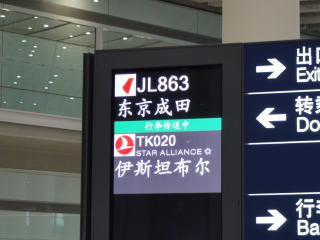 JL863
东京成田
行李传送中
TK020
STAR ALLIANCE
伊斯坦布尔
出口
Exit
转乘
Do
行
Ba